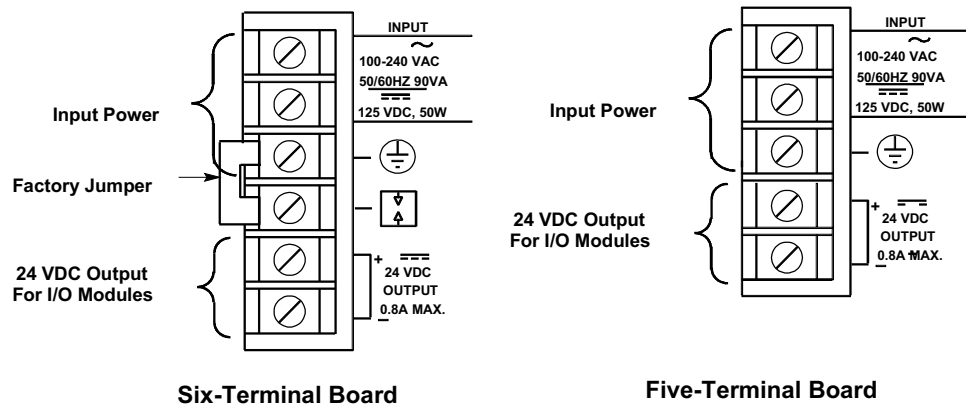 INPUT
100-240 VAC
50/60HZ 90VA
125 VDC, 50W
Input Power
Factory Jumper
24 VDC Output
For I/O Modules
+
24 VDC
OUTPUT
0.8A MAX.
–
Six-Terminal Board
INPUT
100-240 VAC
50/60HZ 90VA
125 VDC, 50W
Input Power
24 VDC Output
For I/O Modules
+
24 VDC
OUTPUT
0.8A MAX.
–
Five-Terminal Board